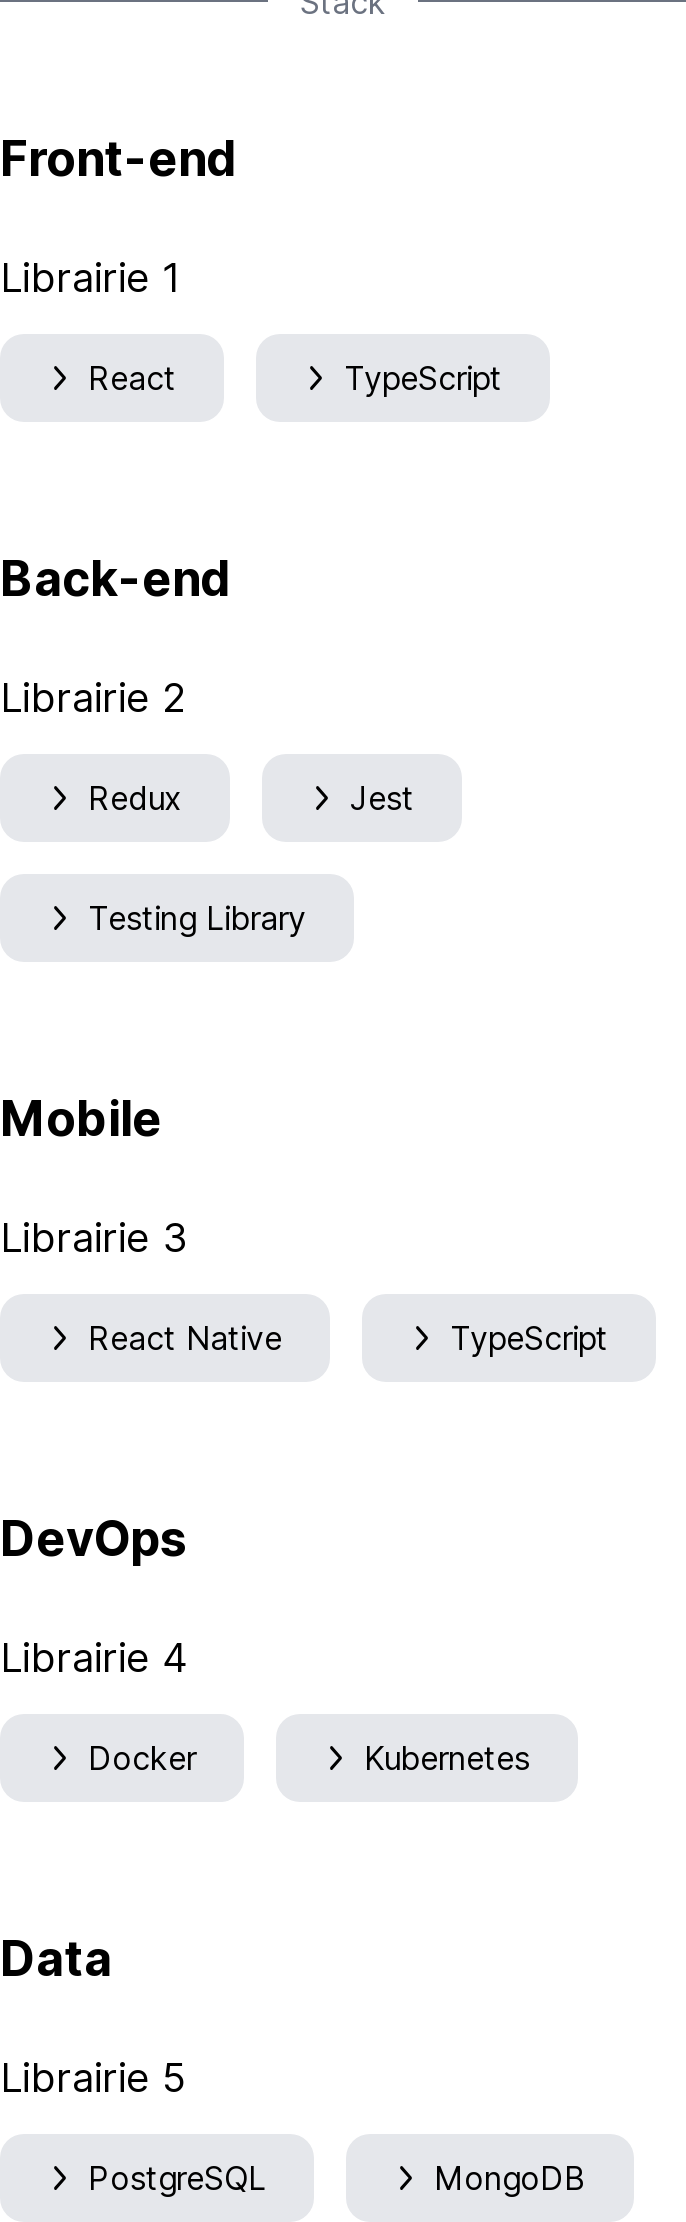 Stack
Front-end
Librairie 1
React TypeScript
Back-end
Librairie 2
Redux Jest
Testing Library
Mobile
Librairie 3
React Native TypeScript
DevOps
Librairie 4
Docker Kubernetes
Data
Librairie 5
PostgreSQL MongoDB